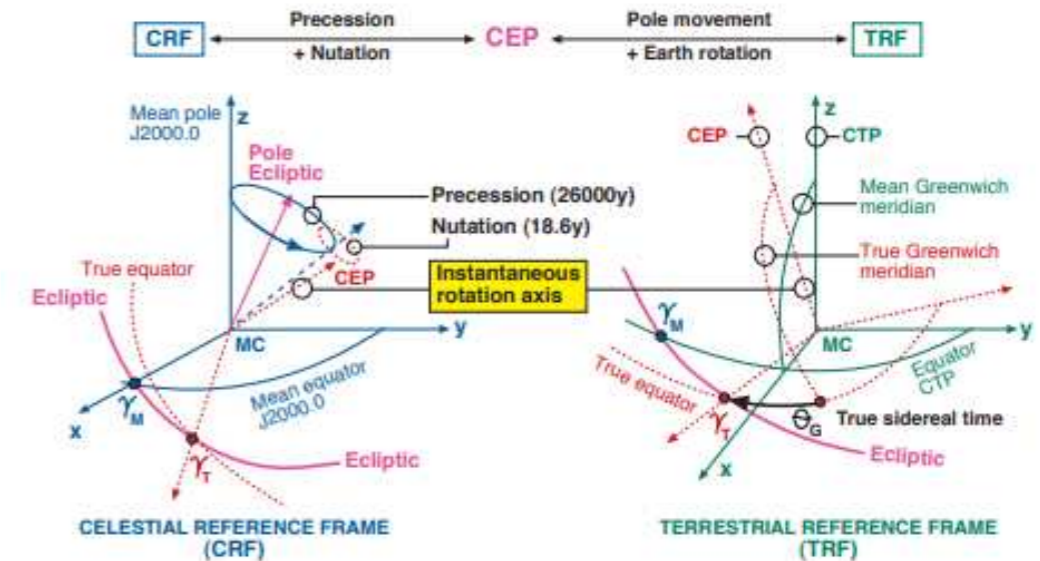 Precession
Pole movement
CRF
CEP
TRF
+ Nutation
+ Earth rotation
Mean pole
J2000.0
z
Pole
Ecliptic
Precession (26000y)
Nutation (18.6y)
CEP
True equator
Ecliptic
Instantaneous
rotation axis
y
MC
Mean equator
J2000.0
γM
x
γT
Ecliptic
CELESTIAL REFERENCE FRAME
(CRF)
z
CEP
CTP
Mean Greenwich
meridian
True Greenwich
meridian
γM
y
MC
Equator
CTP
True equator
γT
θG
True sidereal time
x
Ecliptic
TERRESTRIAL REFERENCE FRAME
(TRF)